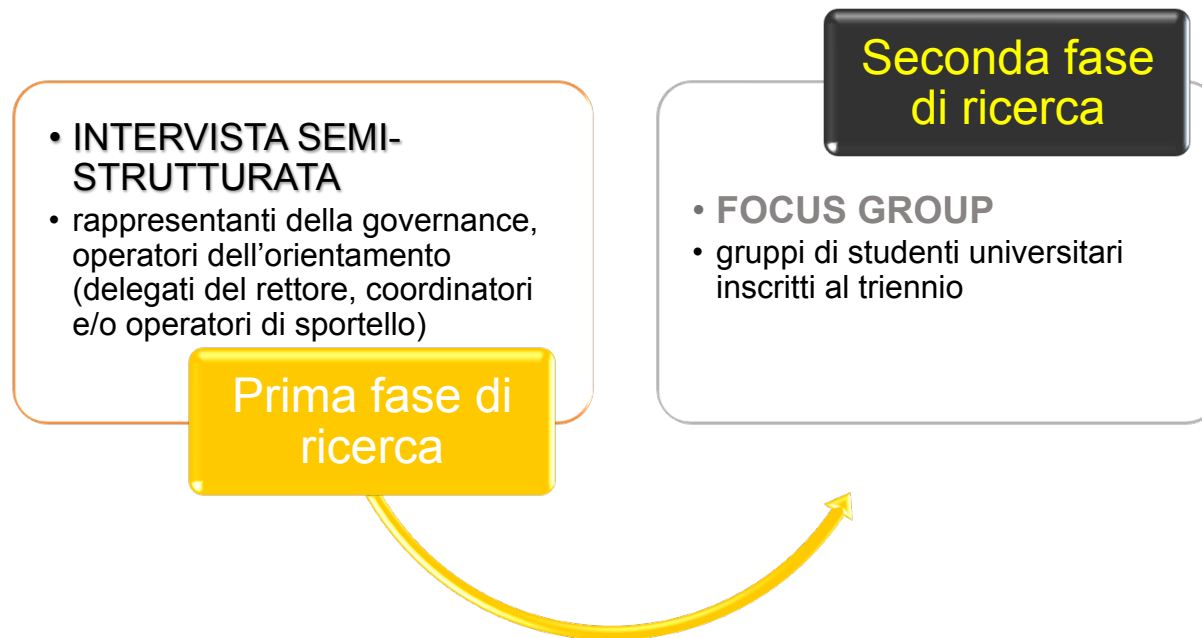 • INTERVISTA SEMI-
STRUTTURATA
• rappresentanti della governance,
operatori dell’orientamento
(delegati del rettore, coordinatori
e/o operatori di sportello)
Prima fase di
ricerca
Seconda fase
di ricerca
• FOCUS GROUP
• gruppi di studenti universitari
inscritti al triennio